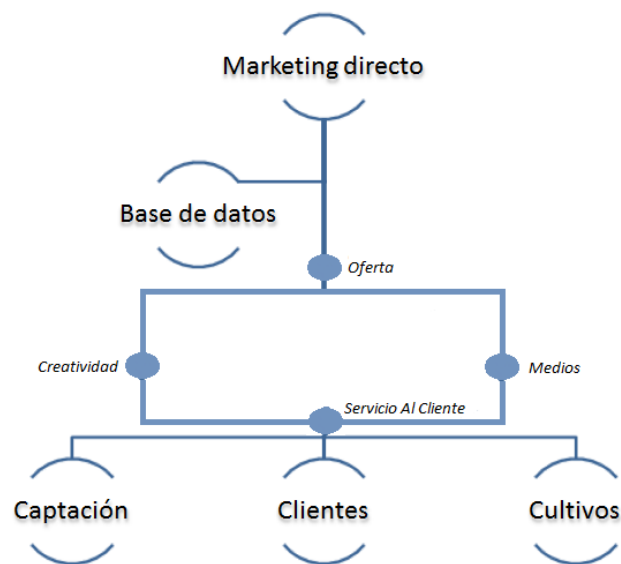 Marketing directo
Base de datos
Oferta
Creatividad
Medios
Servicio Al Cliente
Captación
Clientes
Cultivos